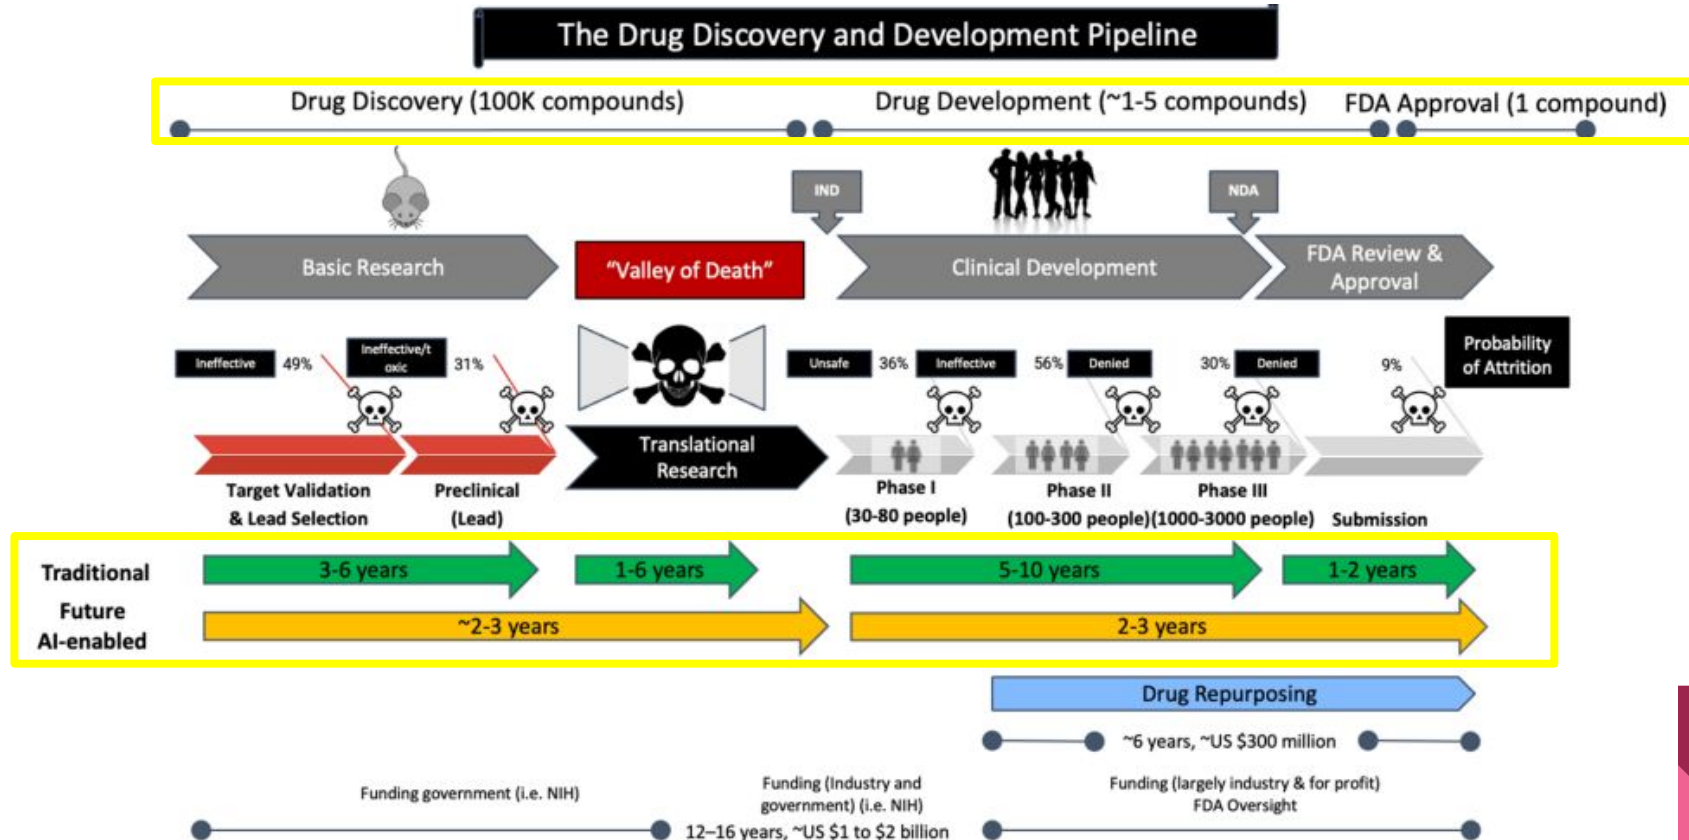 The Drug Discovery and Development Pipeline
Drug Discovery (100K compounds)
Drug Development (~1-5 compounds)
FDA Approval (1 compound)
IND
NDA
Basic Research
"Valley of Death"
Clinical Development
FDA Review &
Approval
Ineffective
49%
Ineffective/t
oxic
31%
Unsafe
36%
Ineffective
56%
Denied
30%
Denied
9%
Probability
of Attrition
Translational
Research
Target Validation
& Lead Selection
Preclinical
(Lead)
Phase I
(30-80 people)
Phase II
(100-300 people)
Phase III
(1000-3000 people)
Submission
Traditional
3-6 years
1-6 years
5-10 years
1-2 years
Future
AI-enabled
~2-3 years
2-3 years
Drug Repurposing
~6 years, ~US $300 million
Funding government (i.e. NIH)
Funding (Industry and
government) (i.e. NIH)
Funding (largely industry & for profit)
FDA Oversight
12–16 years, ~US $1 to $2 billion